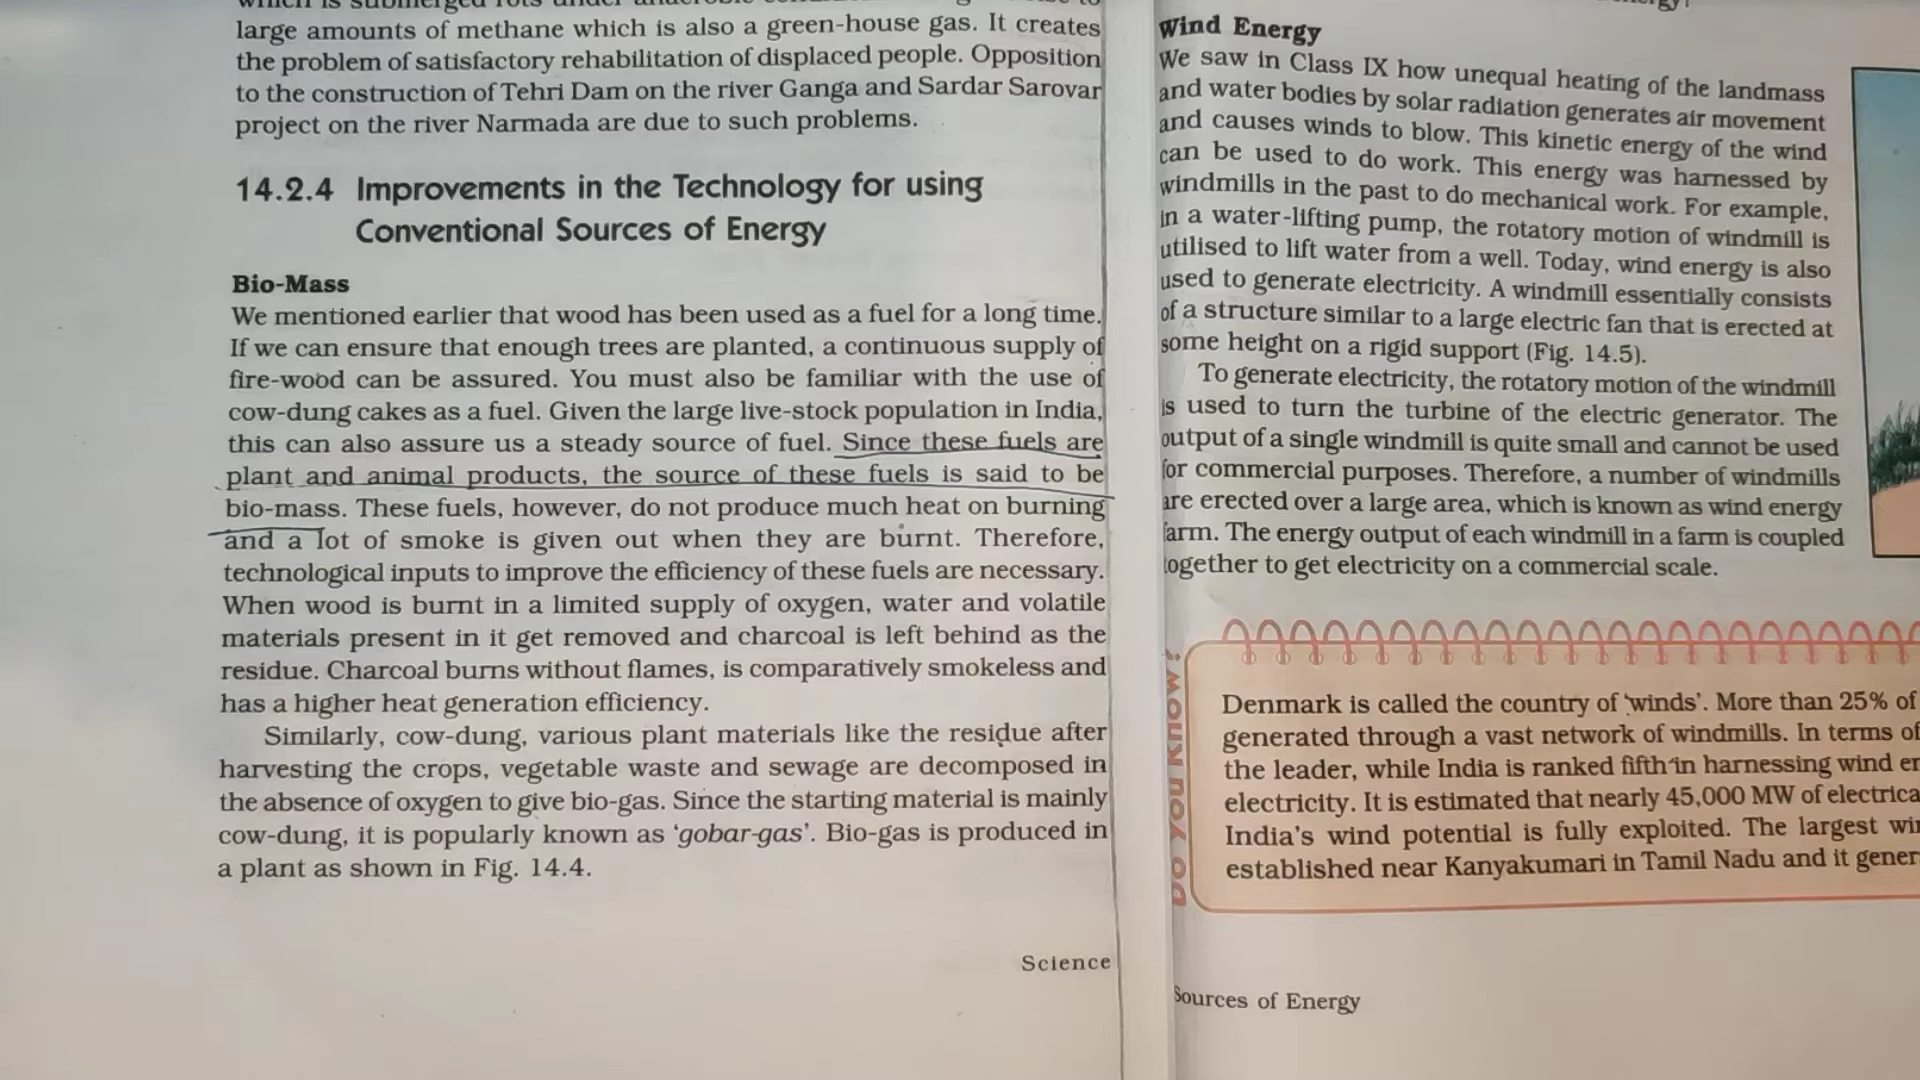 large amounts of methane which is also a green-house gas. It creates
the problem of satisfactory rehabilitation of displaced people. Opposition
to the construction of Tehri Dam on the river Ganga and Sardar Sarovar
project on the river Narmada are due to such problems.
14.2.4 Improvements in the Technology for using
Conventional Sources of Energy
Bio-Mass
We mentioned earlier that wood has been used as a fuel for a long time.
If we can ensure that enough trees are planted, a continuous supply of
fire-wood can be assured. You must also be familiar with the use of
cow-dung cakes as a fuel. Given the large live-stock population in India,
this can also assure us a steady source of fuel. Since these fuels are
plant and animal products, the source of these fuels is said to be
bio-mass. These fuels, however, do not produce much heat on burning
and a lot of smoke is given out when they are burnt. Therefore,
technological inputs to improve the efficiency of these fuels are necessary.
When wood is burnt in a limited supply of oxygen, water and volatile
materials present in it get removed and charcoal is left behind as the
residue. Charcoal burns without flames, is comparatively smokeless and
has a higher heat generation efficiency.
Similarly, cow-dung, various plant materials like the residue after
harvesting the crops, vegetable waste and sewage are decomposed in
the absence of oxygen to give bio-gas. Since the starting material is mainly
cow-dung, it is popularly known as ‘gobar-gas’. Bio-gas is produced in
a plant as shown in Fig. 14.4.
Science
Wind Energy
We saw in Class IX how unequal heating of the landmass
and water bodies by solar radiation generates air movement
and causes winds to blow. This kinetic energy of the wind
can be used to do work. This energy was harnessed by
windmills in the past to do mechanical work. For example,
in a water-lifting pump, the rotatory motion of windmill is
utilised to lift water from a well. Today, wind energy is also
used to generate electricity. A windmill essentially consists
of a structure similar to a large electric fan that is erected at
some height on a rigid support (Fig. 14.5).
To generate electricity, the rotatory motion of the windmill
is used to turn the turbine of the electric generator. The
output of a single windmill is quite small and cannot be used
for commercial purposes. Therefore, a number of windmills
are erected over a large area, which is known as wind energy
farm. The energy output of each windmill in a farm is coupled
together to get electricity on a commercial scale.
Do You Know?
Denmark is called the country of ‘winds’. More than 25% of
generated through a vast network of windmills. In terms of
the leader, while India is ranked fifth in harnessing wind
electricity. It is estimated that nearly 45,000 MW of
India’s wind potential is fully exploited. The largest
established near Kanyakumari in Tamil Nadu and it
Sources of Energy